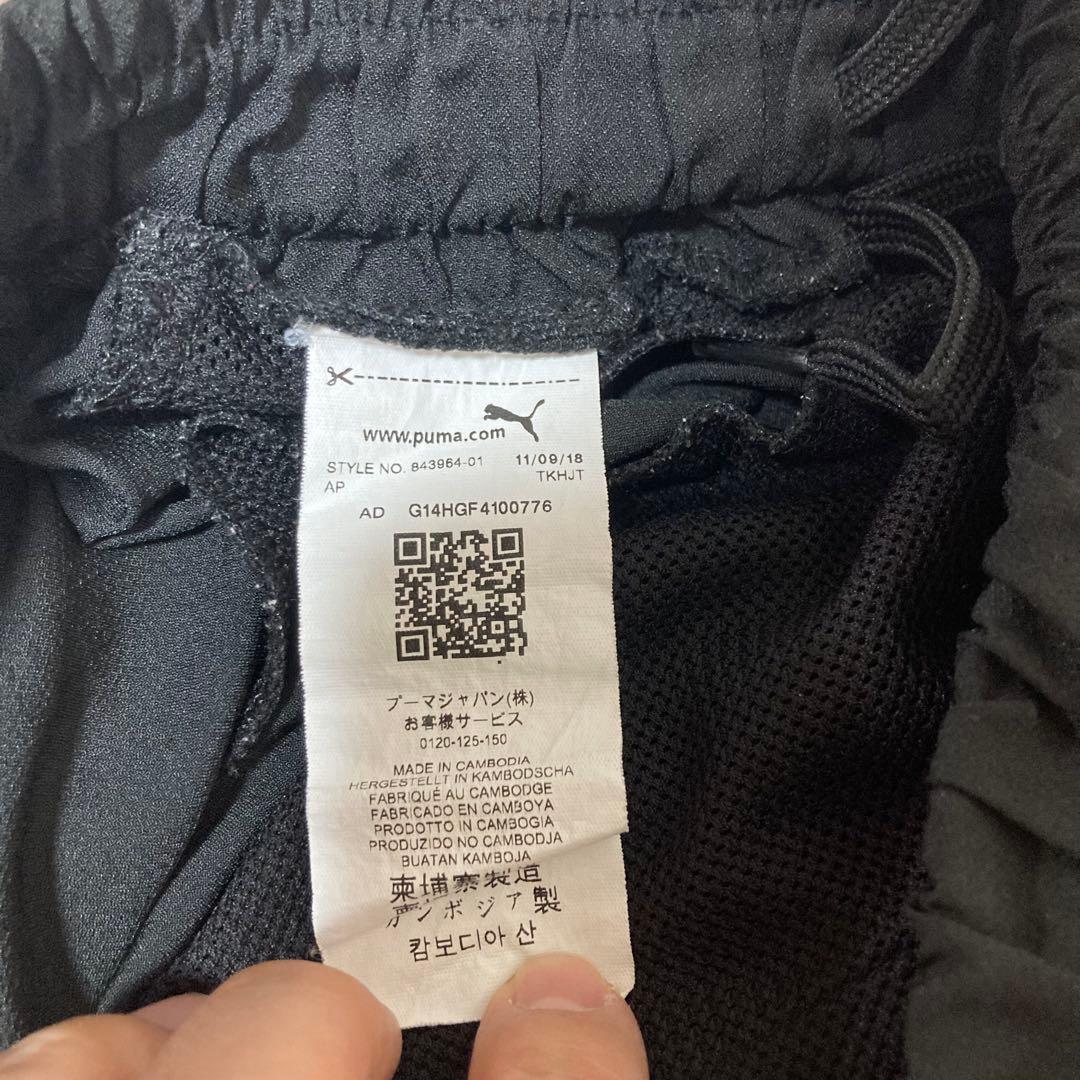 www.puma.com
STYLE NO. 843964-01 11/09/18
AP TKHJT
AD G14HGF4100776
プーマジャパン(株)
お客様サービス
0120-125-150
MADE IN CAMBODIA
HERGESTELLT IN KAMBODSCHA
FABRIQUÉ AU CAMBODGE
FABRICADO EN CAMBOYA
PRODOTTO IN CAMBOGIA
PRODUZIDO NO CAMBODJA
BUATAN KAMBOJA
柬埔寨製造
カンボジア製
캄보디아 산